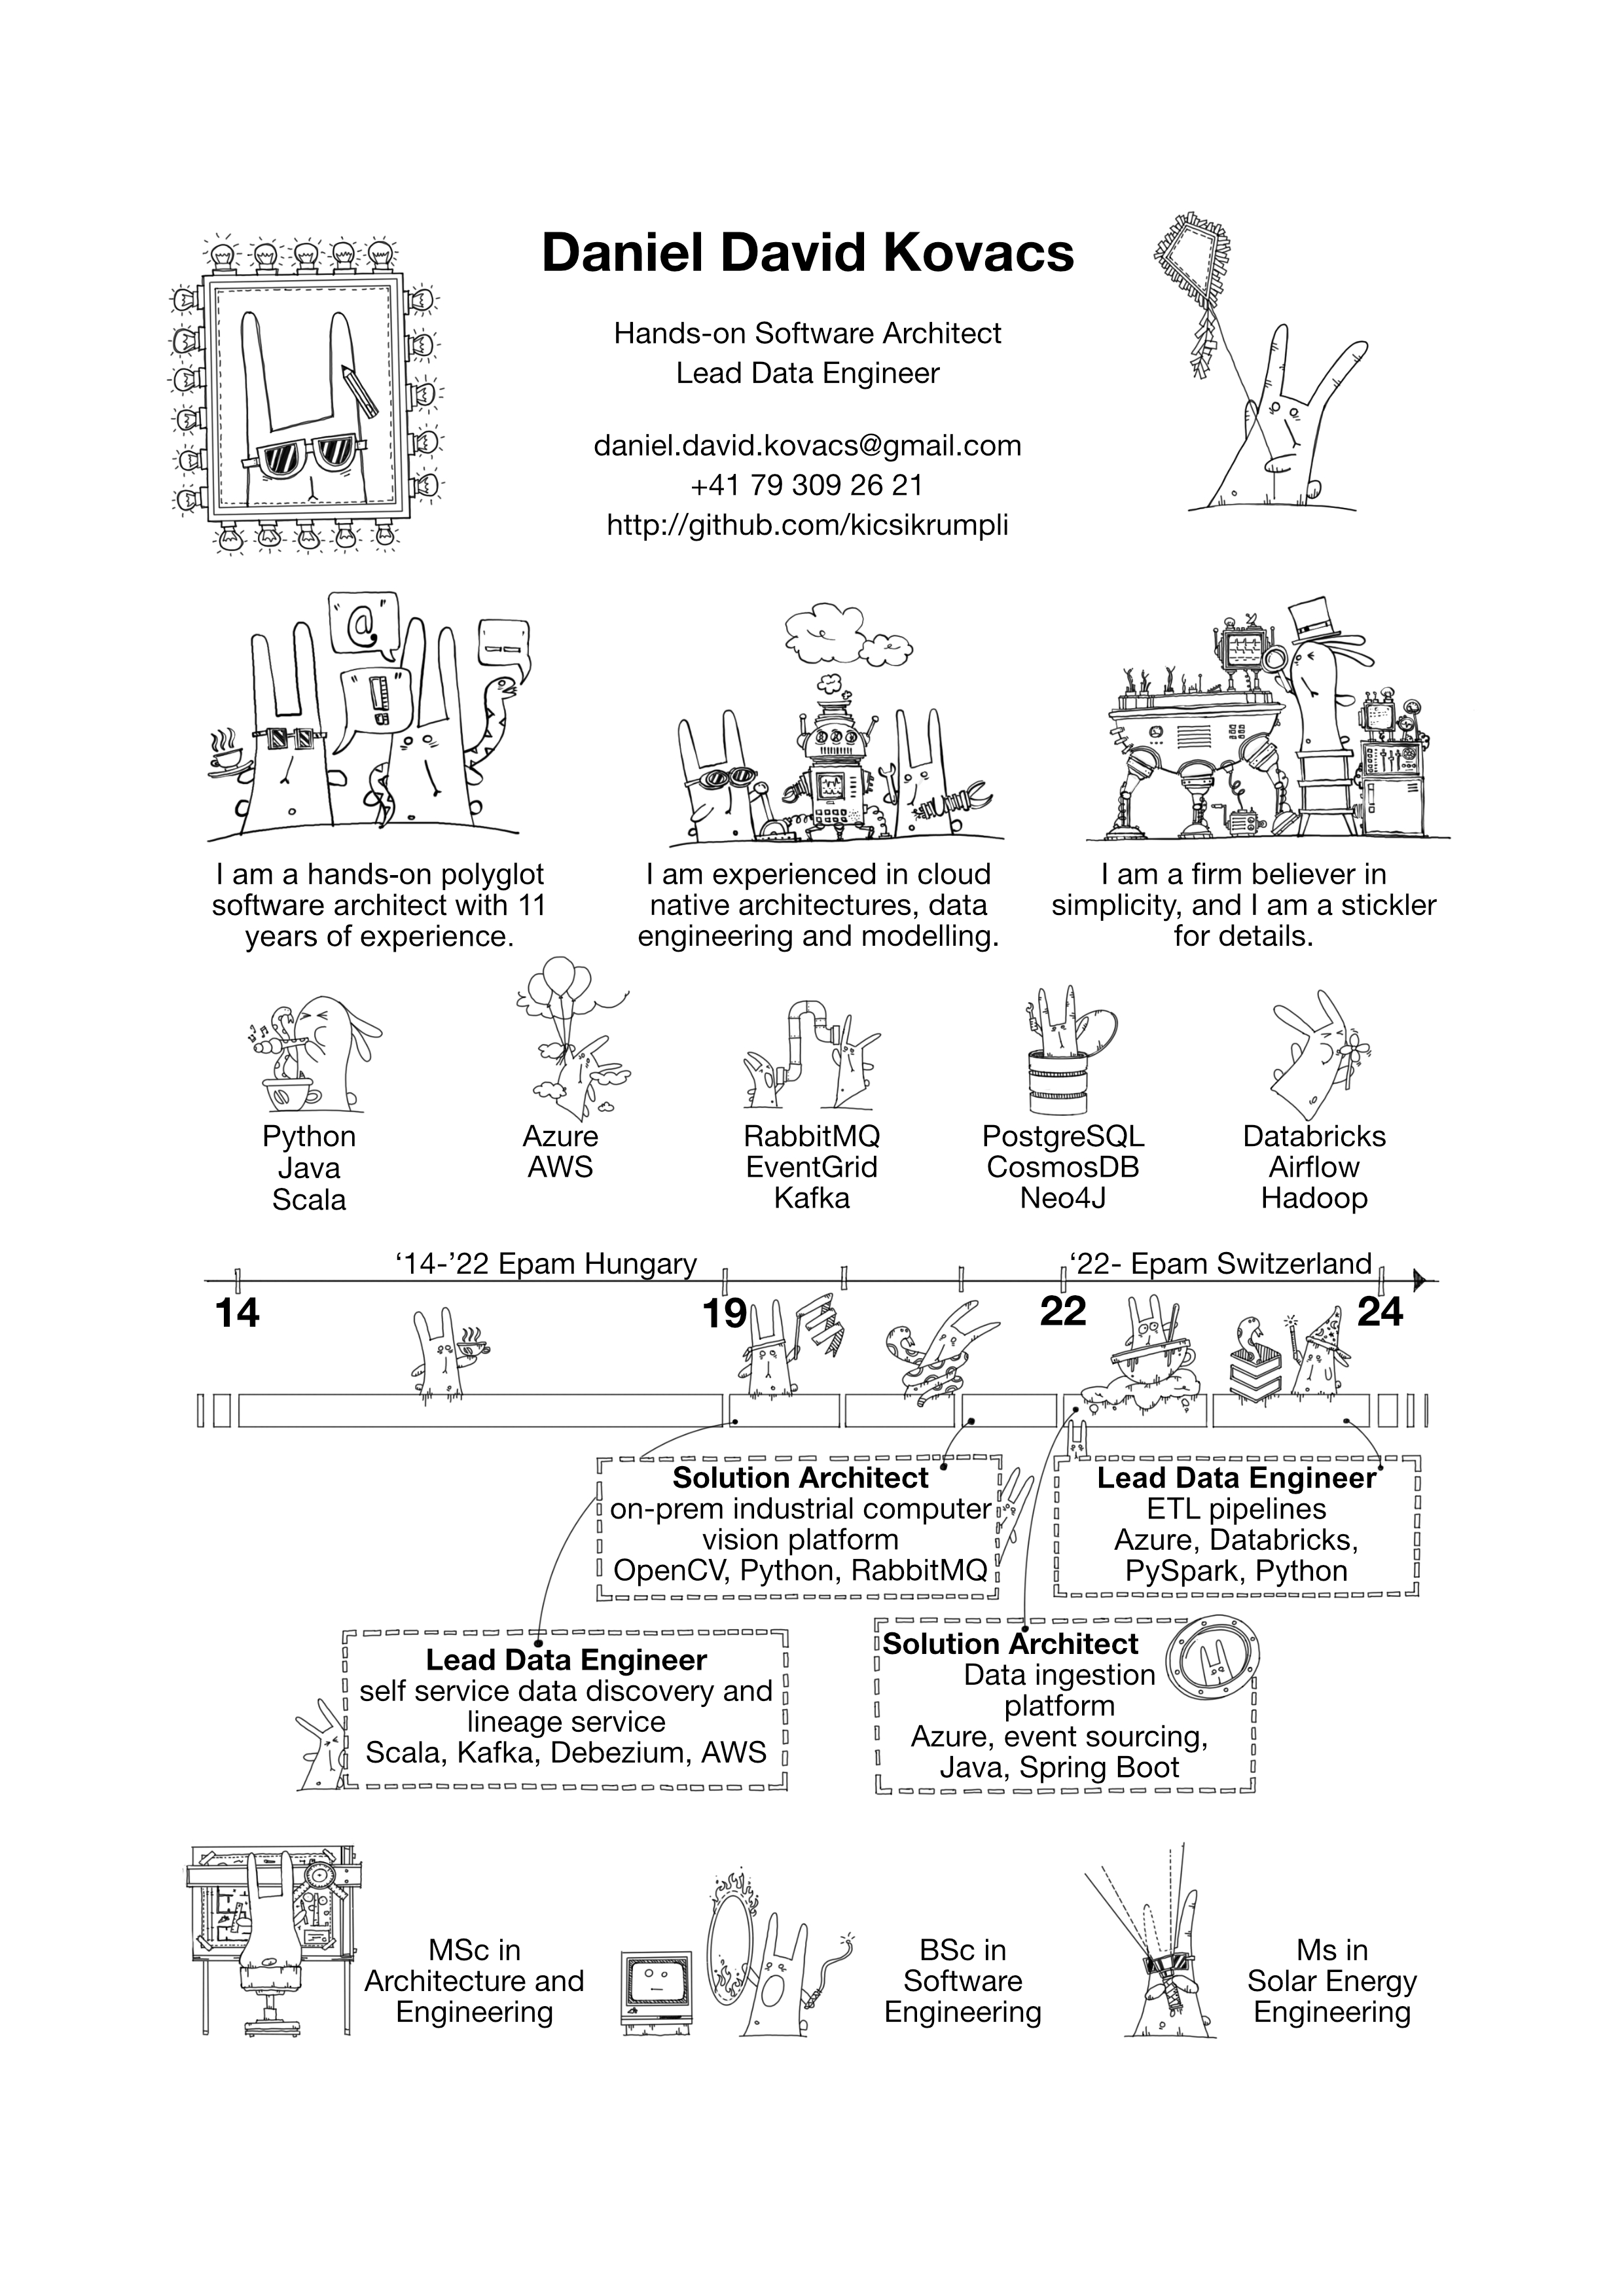 Daniel David Kovacs
Hands-on Software Architect
Lead Data Engineer
daniel.david.kovacs@gmail.com
+41 79 309 26 21
http://github.com/kicsikrumpli
"@"
I am a hands-on polyglot
software architect with 11
years of experience.
I am experienced in cloud
native architectures, data
engineering and modelling.
I am a firm believer in
simplicity, and I am a stickler
for details.
Python
Java
Scala
Azure
AWS
RabbitMQ
EventGrid
Kafka
PostgreSQL
CosmosDB
Neo4J
Databricks
Airflow
Hadoop
‘14-’22 Epam Hungary
‘22- Epam Switzerland
14
19
22
24
Solution Architect
on-prem industrial computer
vision platform
OpenCV, Python, RabbitMQ
Lead Data Engineer
ETL pipelines
Azure, Databricks,
PySpark, Python
Lead Data Engineer
self service data discovery and
lineage service
Scala, Kafka, Debezium, AWS
Solution Architect
Data ingestion
platform
Azure, event sourcing,
Java, Spring Boot
MSc in
Architecture and
Engineering
BSc in
Software
Engineering
Ms in
Solar Energy
Engineering